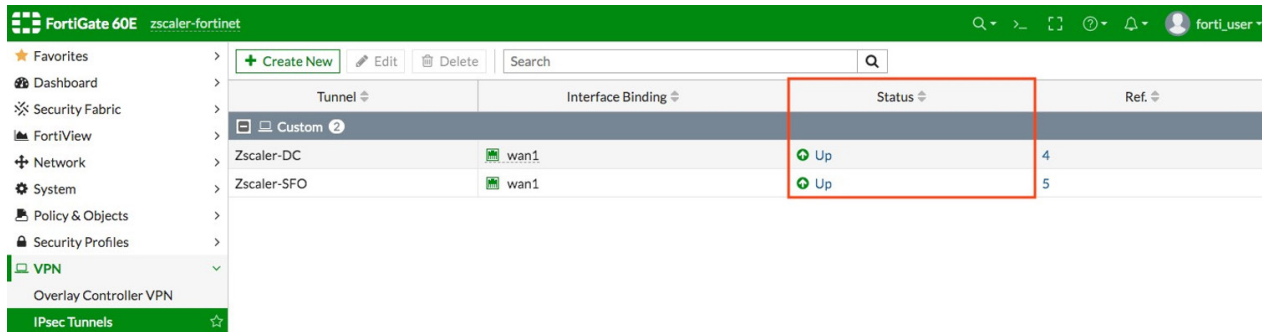 FortiGate 60E zscaler-fortinet forti_user
Favorites
Dashboard
Security Fabric
FortiView
Network
System
Policy & Objects
Security Profiles
VPN
Overlay Controller VPN
IPsec Tunnels
Create New Edit Delete Search
Tunnel Interface Binding Status Ref.
Custom 2
Zscaler-DC wan1 Up 4
Zscaler-SFO wan1 Up 5